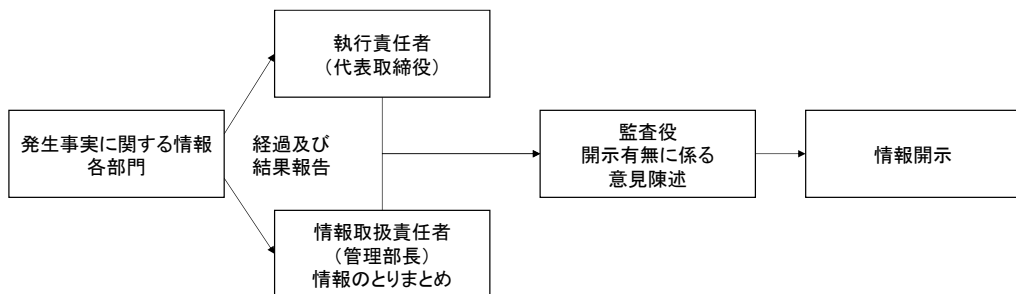 執行責任者
（代表取締役）
発生事実に関する情報
各部門
経過及び
結果報告
監査役
開示有無に係る
意見陳述
情報開示
情報取扱責任者
（管理部長）
情報のとりまとめ